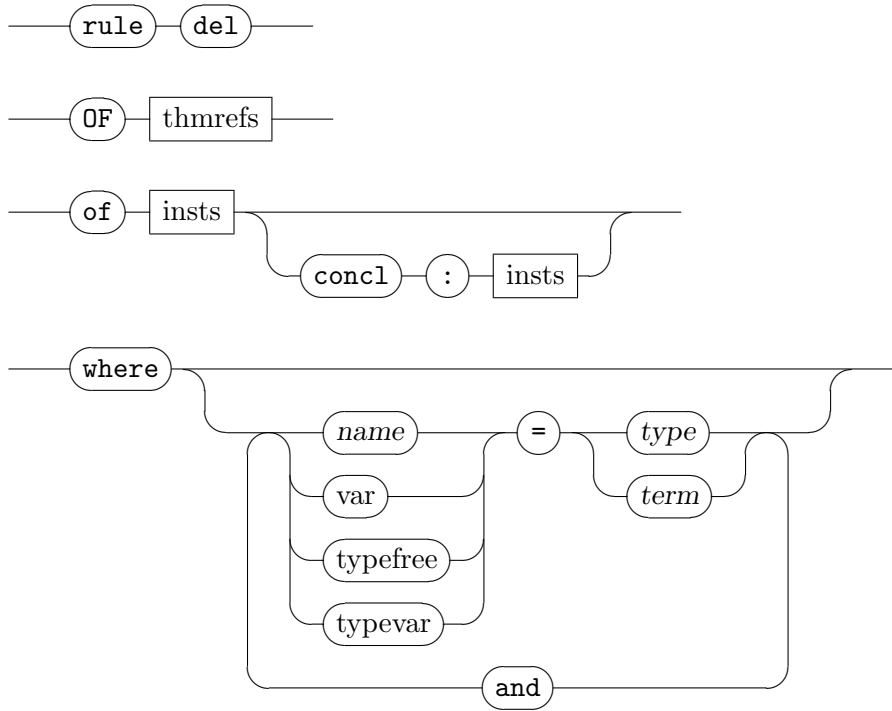 rule del
OF thmrefs
of insts
concl : insts
where
name = type
var term
typefree
typevar
and